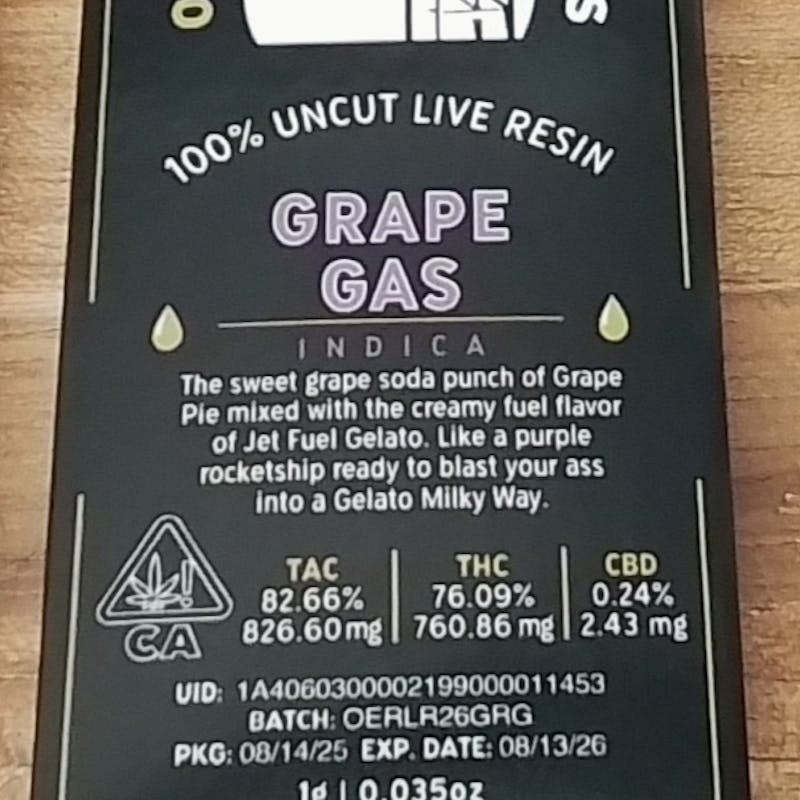 100% UNCUT LIVE RESIN
GRAPE
GAS
INDICA
The sweet grape soda punch of Grape
Pie mixed with the creamy fuel flavor
of Jet Fuel Gelato. Like a purple
rocketship ready to blast your ass
into a Gelato Milky Way.
TAC THC CBD
82.66% 76.09% 0.24%
826.60mg 760.86 mg 2.43 mg
CA
UID: 1A4060300002199000011453
BATCH: OERLR26GRG
PKG: 08/14/25 EXP. DATE: 08/13/26
1g | 0.035oz